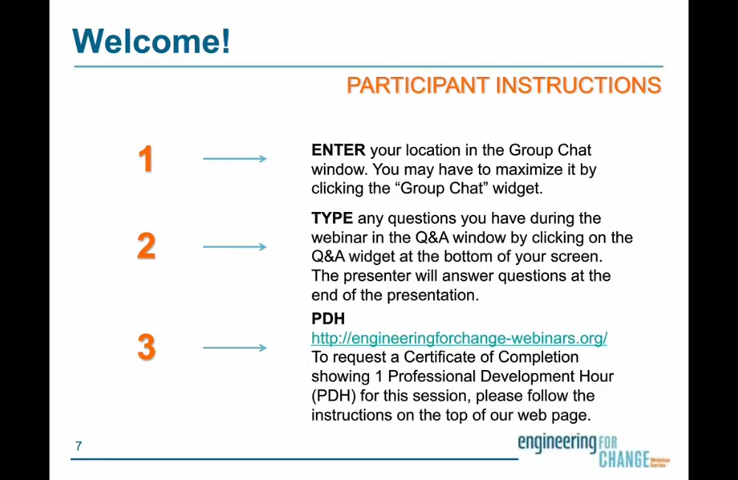 Welcome!
PARTICIPANT INSTRUCTIONS
1
ENTER your location in the Group Chat
window. You may have to maximize it by
clicking the “Group Chat” widget.
2
TYPE any questions you have during the
webinar in the Q&A window by clicking on the
Q&A widget at the bottom of your screen.
The presenter will answer questions at the
end of the presentation.
3
PDH
http://engineeringforchange-webinars.org/
To request a Certificate of Completion
showing 1 Professional Development Hour
(PDH) for this session, please follow the
instructions on the top of our web page.
7
engineering FOR
CHANGE Webinar
Series